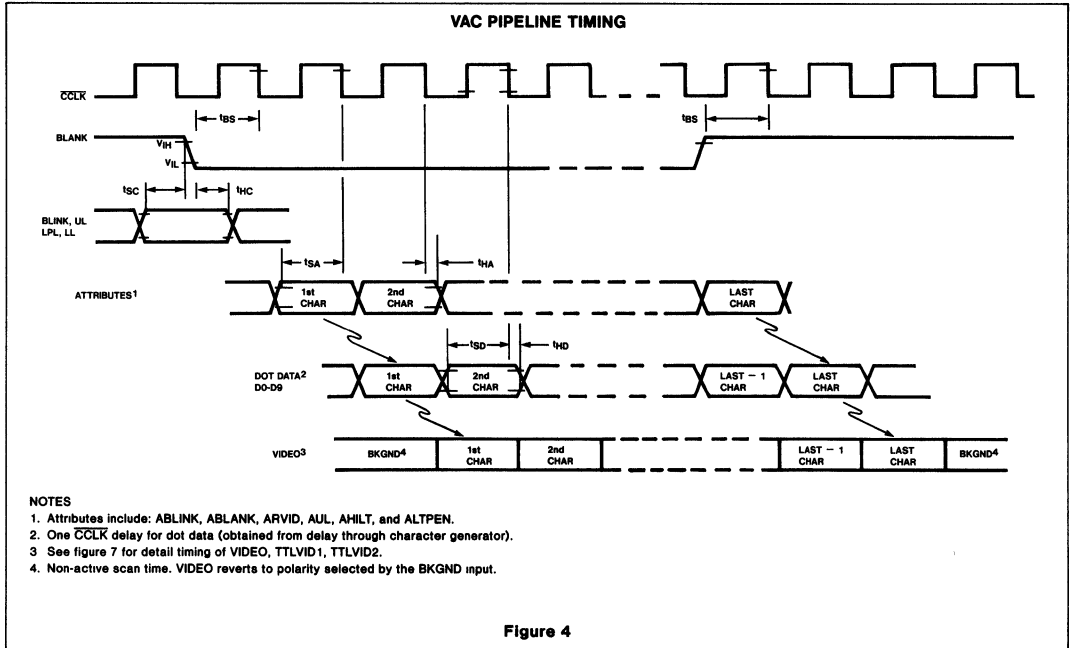 VAC PIPELINE TIMING
CCLK
tBS
tBS
BLANK
VIH
VIL
tSC
tHC
BLINK, UL
LPL, LL
tSA
tHA
ATTRIBUTES1
1st
CHAR
2nd
CHAR
LAST
CHAR
tSD
tHD
DOT DATA2
D0-D9
1st
CHAR
2nd
CHAR
LAST – 1
CHAR
LAST
CHAR
VIDEO3
BKGND4
1st
CHAR
2nd
CHAR
LAST – 1
CHAR
LAST
CHAR
BKGND4
NOTES
1. Attributes include: ABLINK, ABLANK, ARVID, AUL, AHILT, and ALTPEN.
2. One CCLK delay for dot data (obtained from delay through character generator).
3 See figure 7 for detail timing of VIDEO, TTLVID1, TTLVID2.
4. Non-active scan time. VIDEO reverts to polarity selected by the BKGND input.
Figure 4